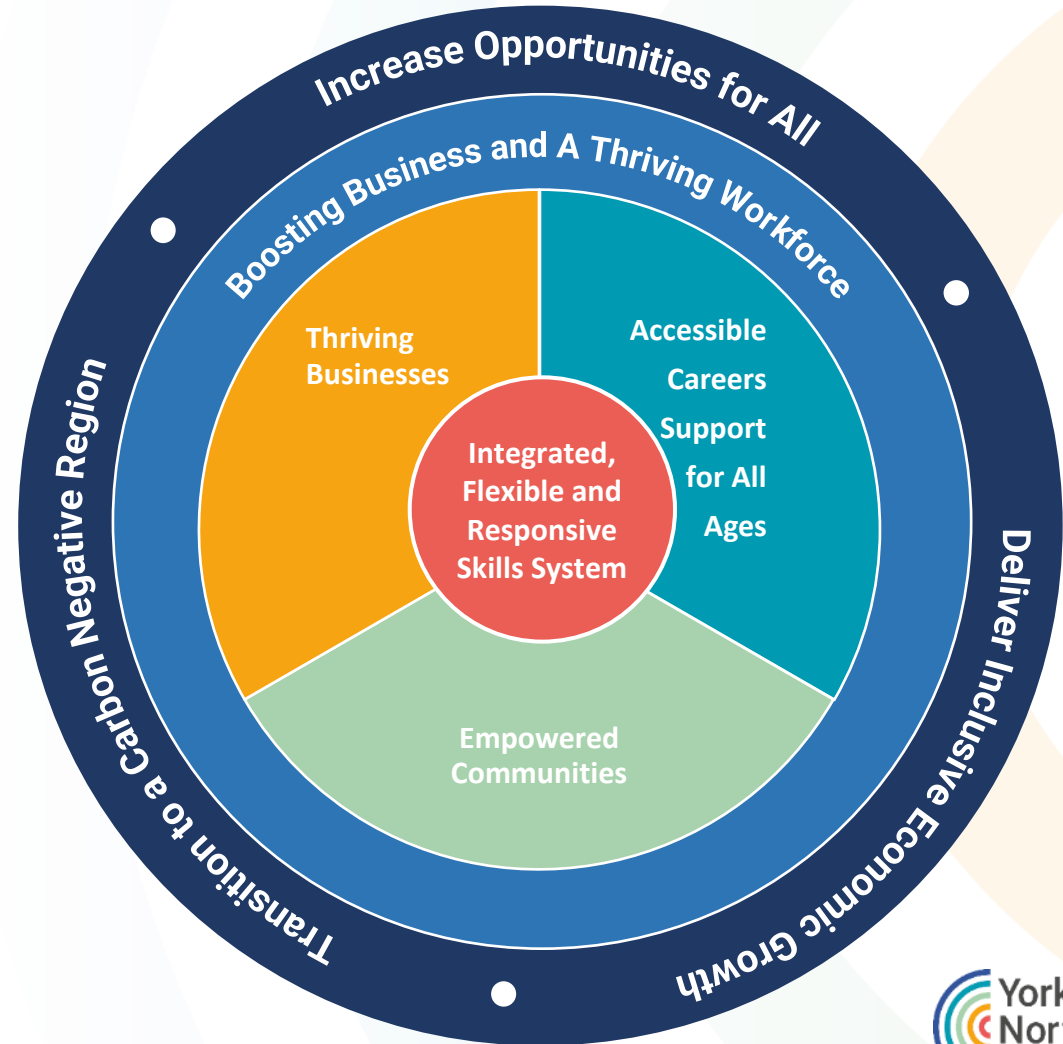 Increase Opportunities for All
Boosting Business and A Thriving Workforce
Thriving
Businesses
Accessible
Careers
Support
for All
Ages
Integrated,
Flexible and
Responsive
Skills System
Empowered
Communities
Deliver Inclusive Economic Growth
Transition to a Carbon Negative Region
York